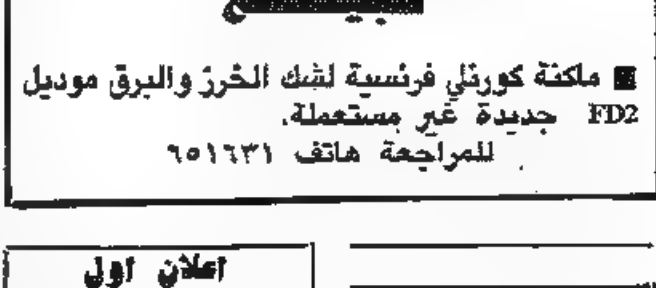 ■ ماكنة كورنلي فرنسية لشك الخرز والبرق موديل
FD2 جديدة غير مستعملة.
للمراجعة هاتف ٦٥١٦٣١
اعلان اول